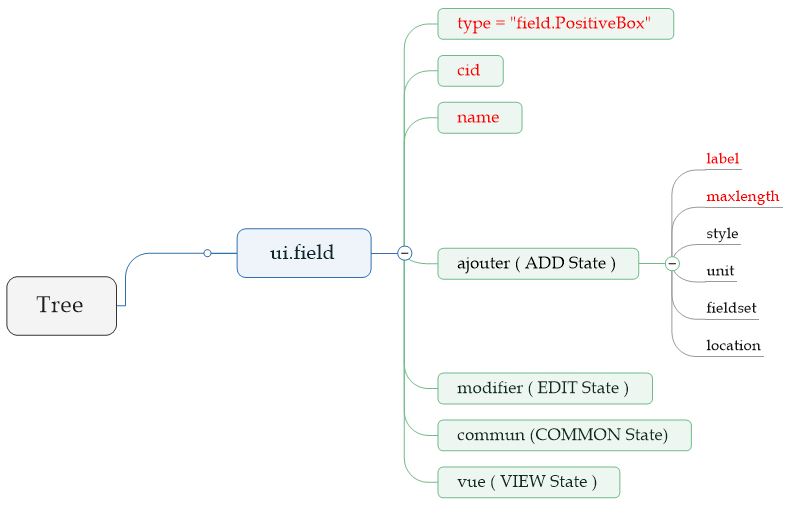 Tree
ui.field
type = "field.PositiveBox"
cid
name
ajouter ( ADD State )
label
maxlength
style
unit
fieldset
location
modifier ( EDIT State )
commun (COMMON State)
vue ( VIEW State )